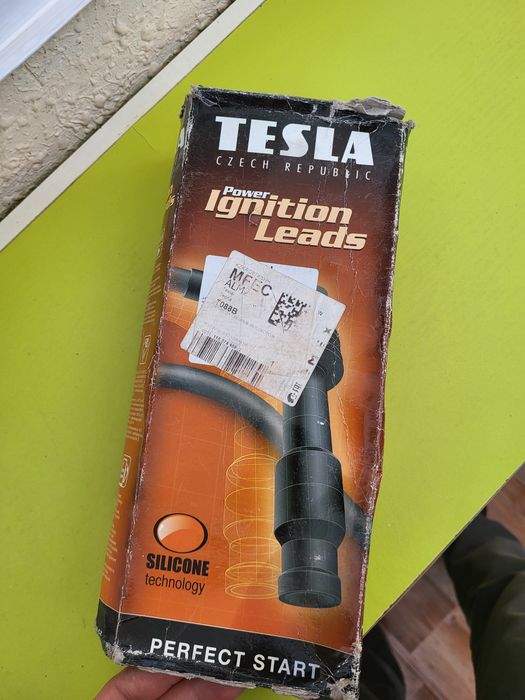 TESLA
CZECH REPUBLIC
Power
Ignition
Leads
MFEC
T088B
SILICONE
technology
PERFECT START